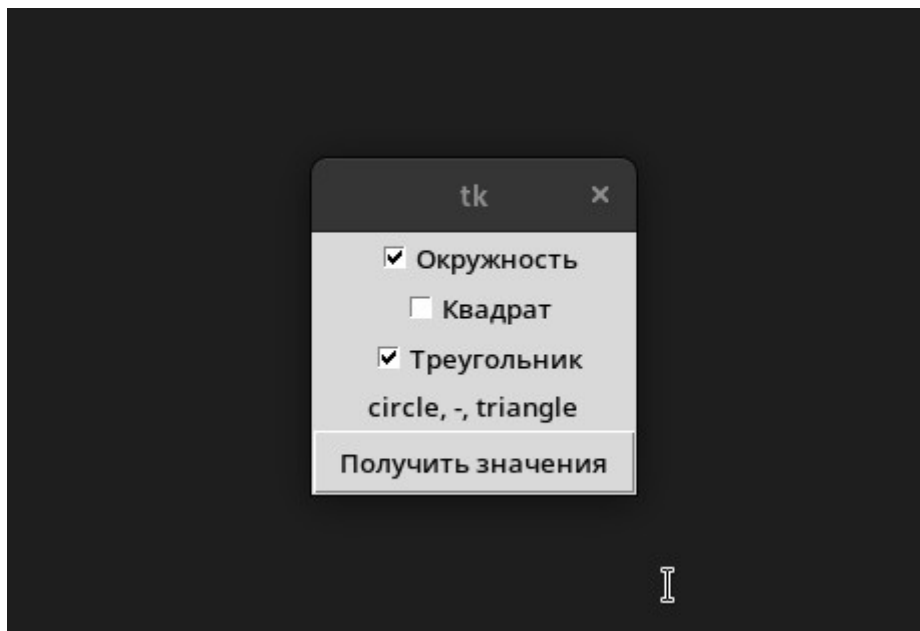 tk
Окружность
Квадрат
Треугольник
circle, -, triangle
Получить значения